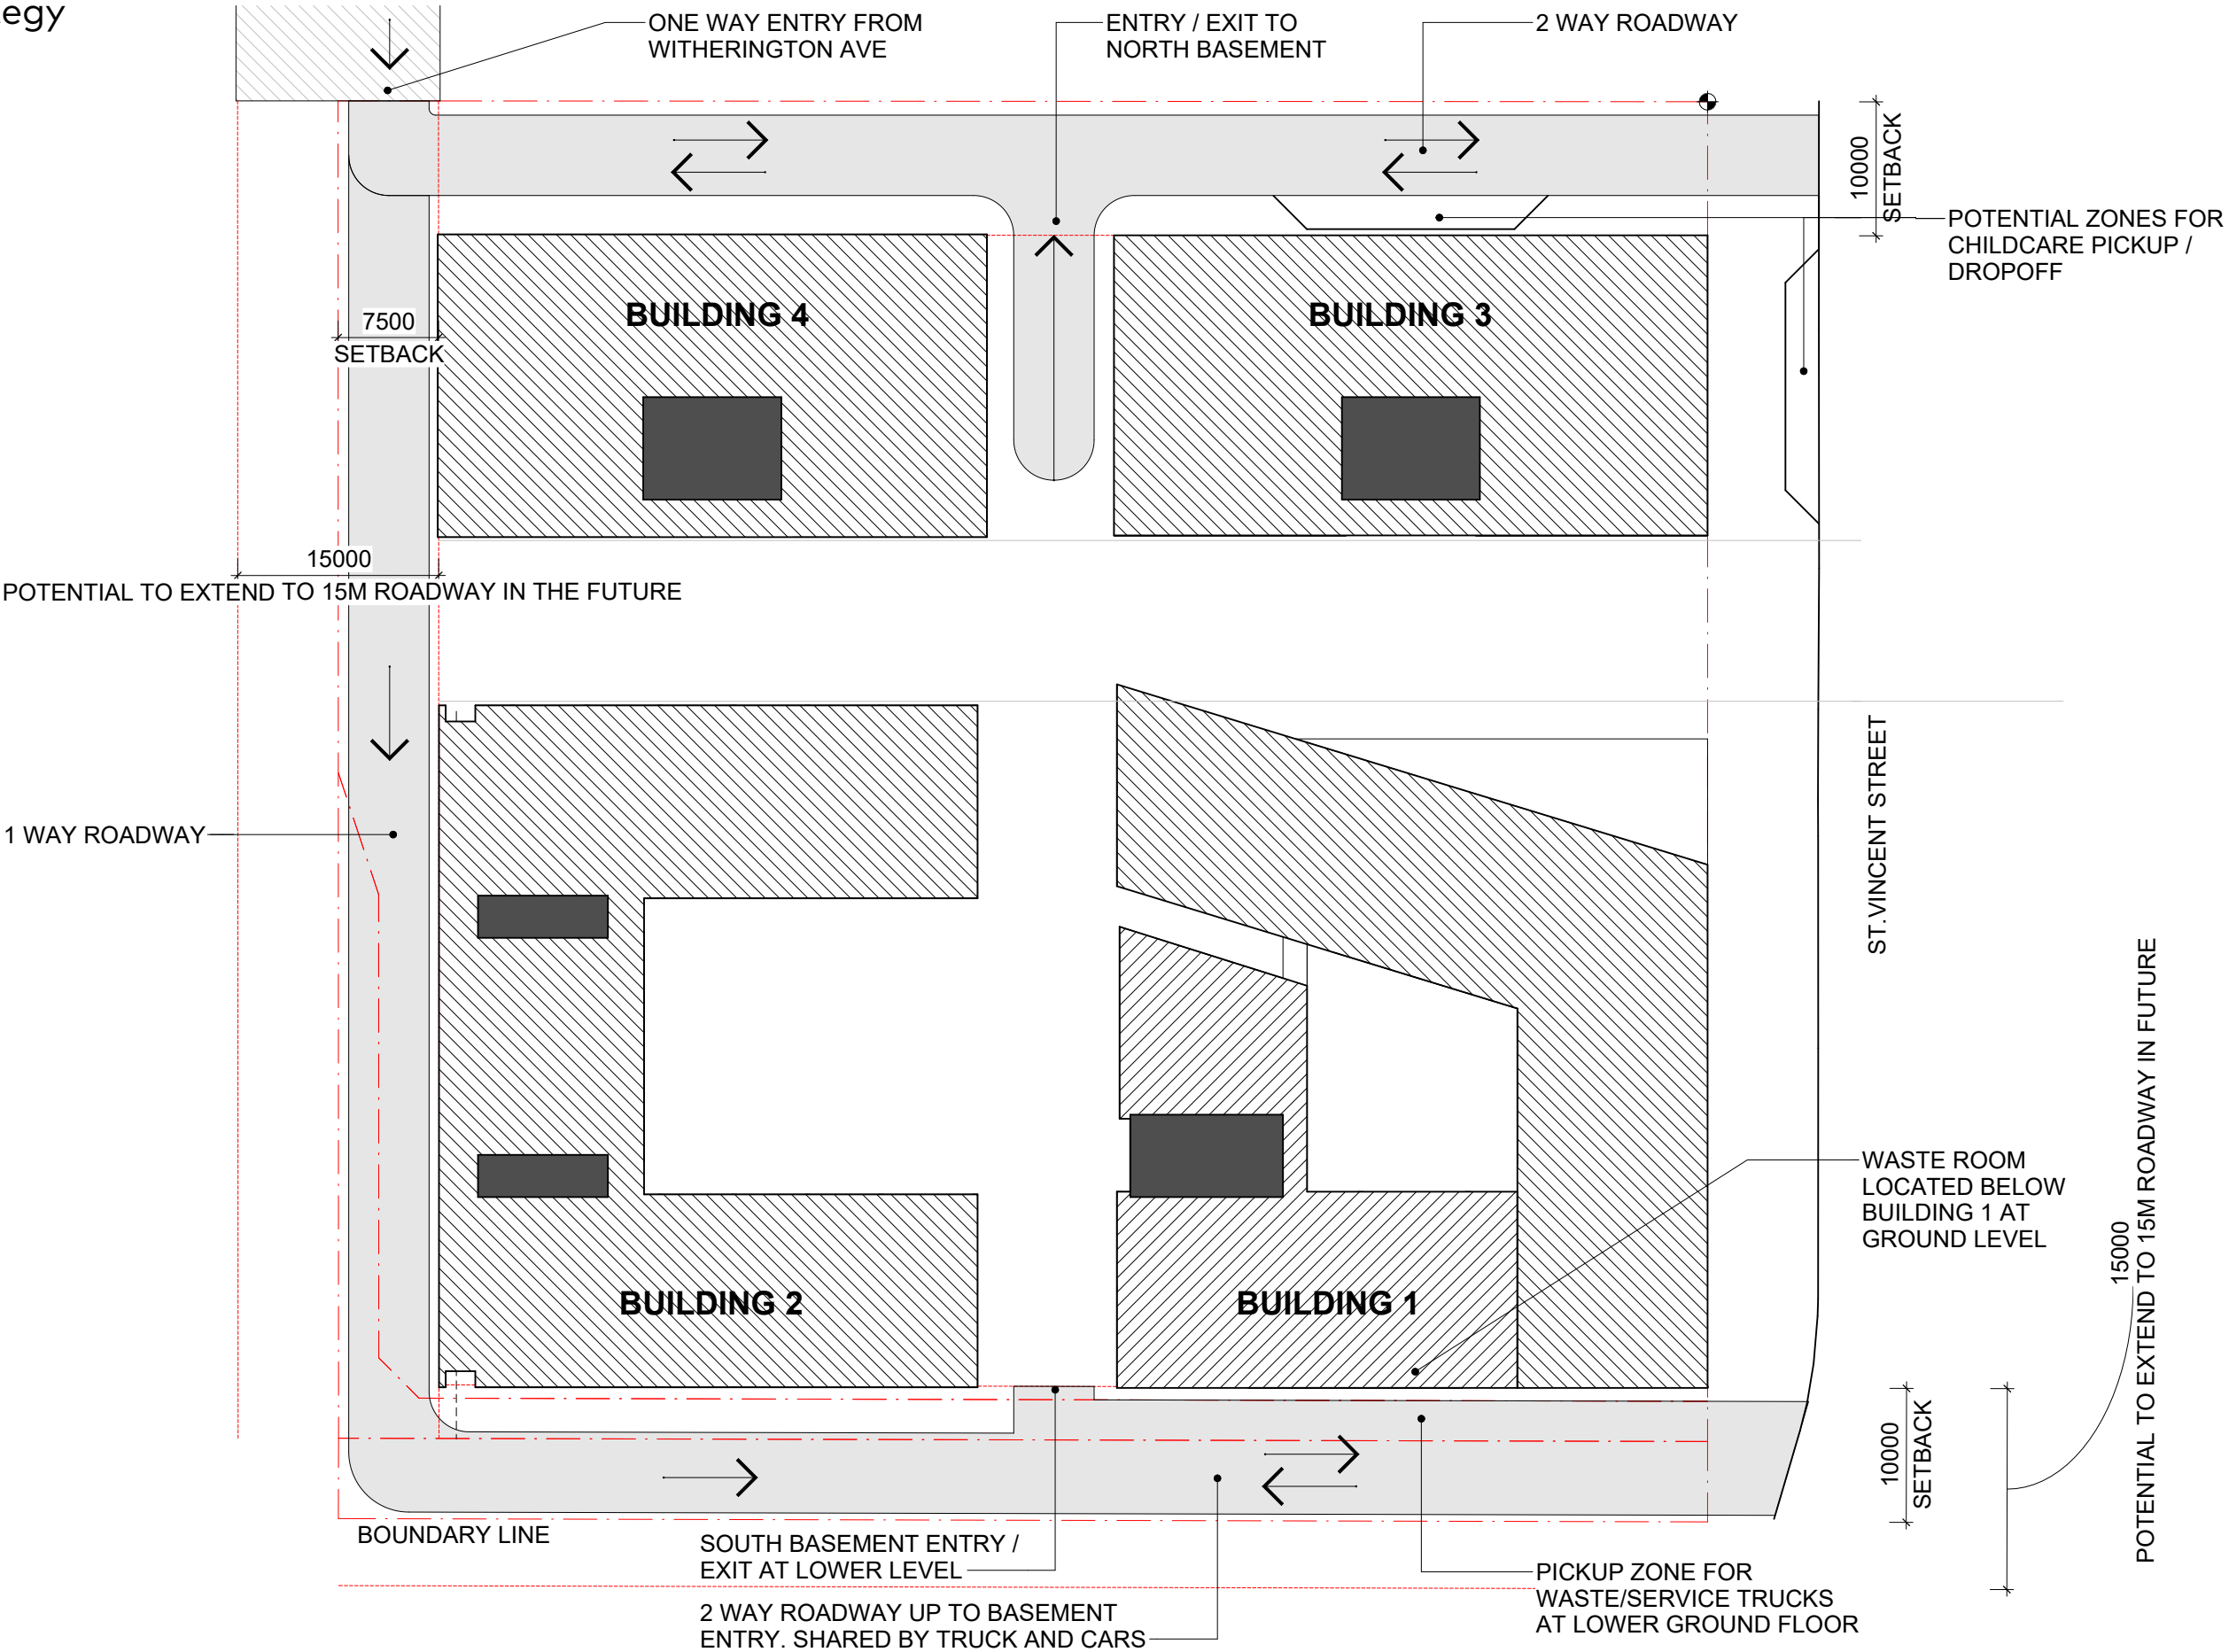 egy
ONE WAY ENTRY FROM
WITHERINGTON AVE
ENTRY / EXIT TO
NORTH BASEMENT
2 WAY ROADWAY
10000
SETBACK
POTENTIAL ZONES FOR
CHILDCARE PICKUP /
DROPOFF
BUILDING 4
BUILDING 3
7500
SETBACK
15000
POTENTIAL TO EXTEND TO 15M ROADWAY IN THE FUTURE
1 WAY ROADWAY
ST.VINCENT STREET
WASTE ROOM
LOCATED BELOW
BUILDING 1 AT
GROUND LEVEL
15000
POTENTIAL TO EXTEND TO 15M ROADWAY IN FUTURE
BUILDING 2
BUILDING 1
10000
SETBACK
BOUNDARY LINE
SOUTH BASEMENT ENTRY /
EXIT AT LOWER LEVEL
PICKUP ZONE FOR
WASTE/SERVICE TRUCKS
AT LOWER GROUND FLOOR
2 WAY ROADWAY UP TO BASEMENT
ENTRY. SHARED BY TRUCK AND CARS